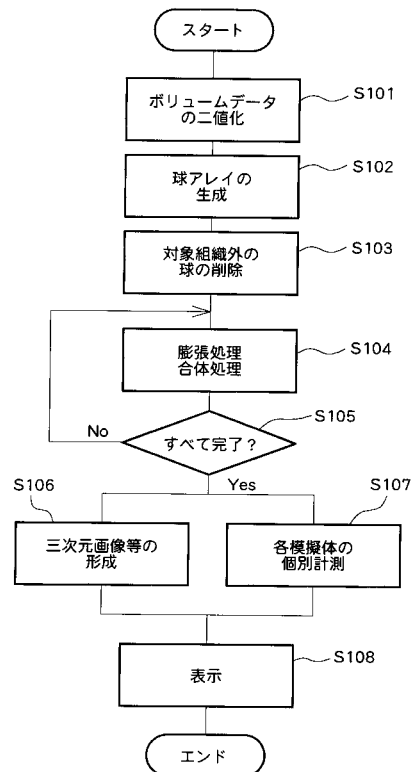 スタート
ボリュームデータ
の二値化
S101
球アレイの
生成
S102
対象組織外の
球の削除
S103
膨張処理
合体処理
S104
すべて完了？
S105
No
Yes
S106
三次元画像等の
形成
S107
各模擬体の
個別計測
表示
S108
エンド